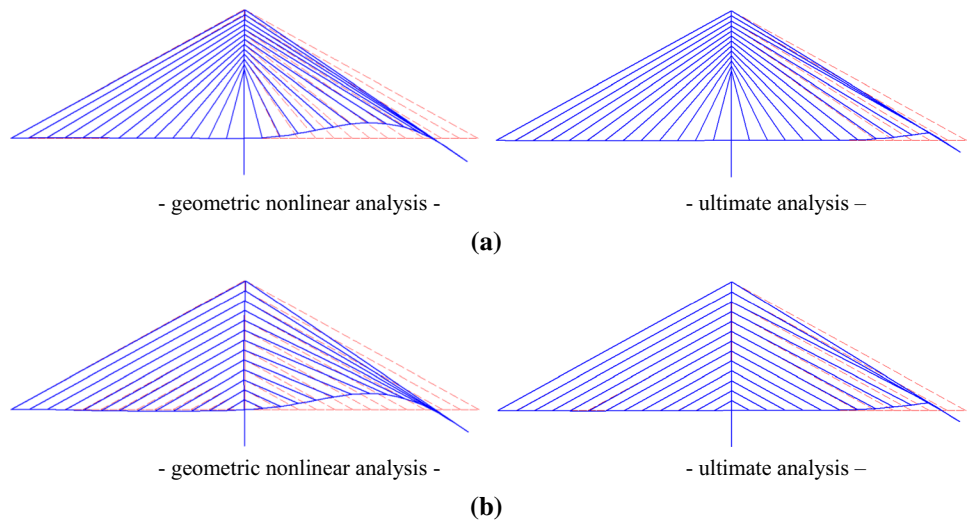 - geometric nonlinear analysis -
- ultimate analysis –
(a)
- geometric nonlinear analysis -
- ultimate analysis –
(b)